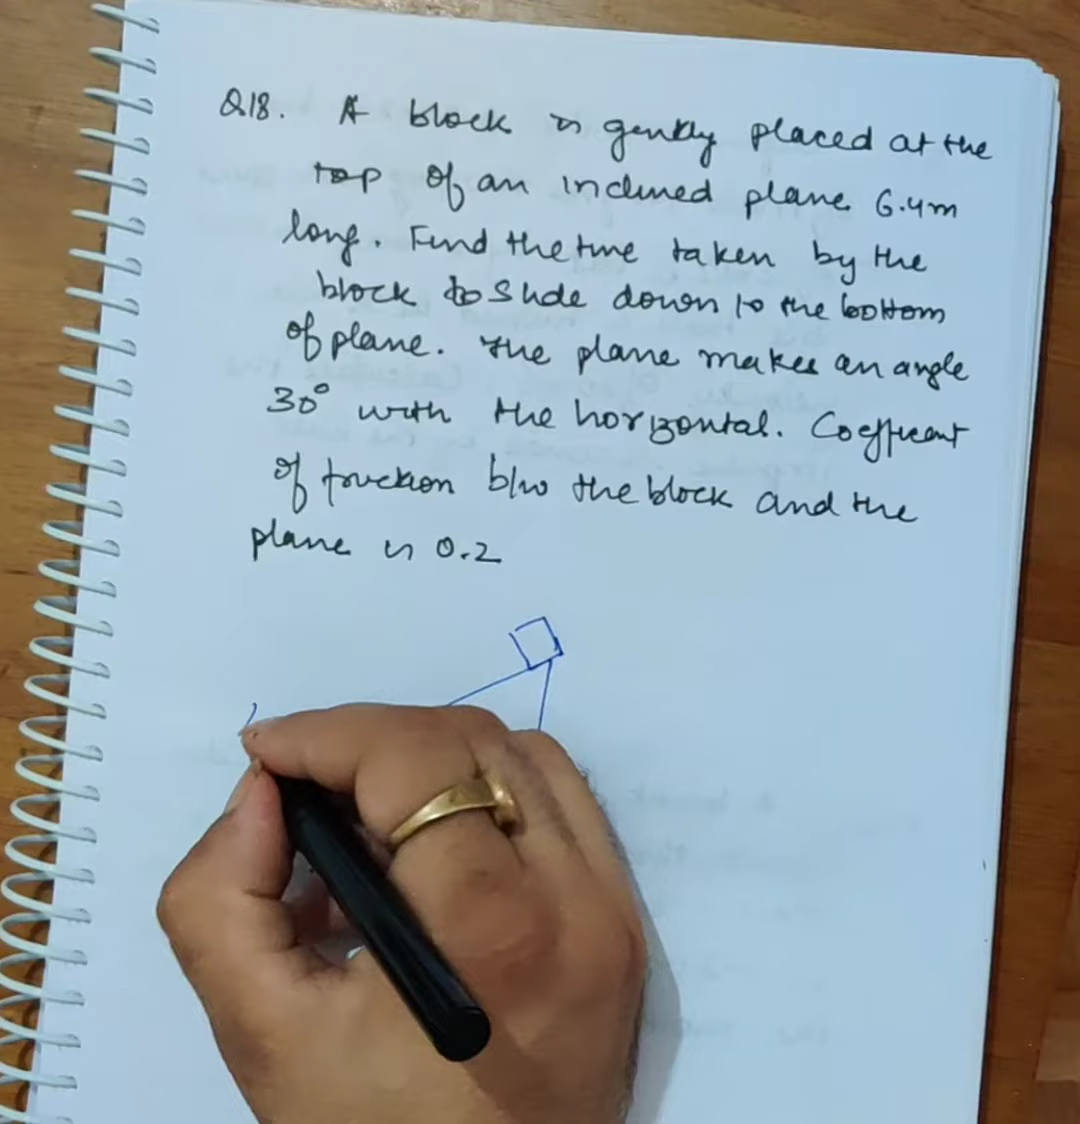 Q18. A block is gently placed at the
top of an inclined plane 6.4m
long. Find the time taken by the
block to slide down to the bottom
of plane. The plane makes an angle
30° with the horizontal. Coefficient
of friction b/w the block and the
plane is 0.2